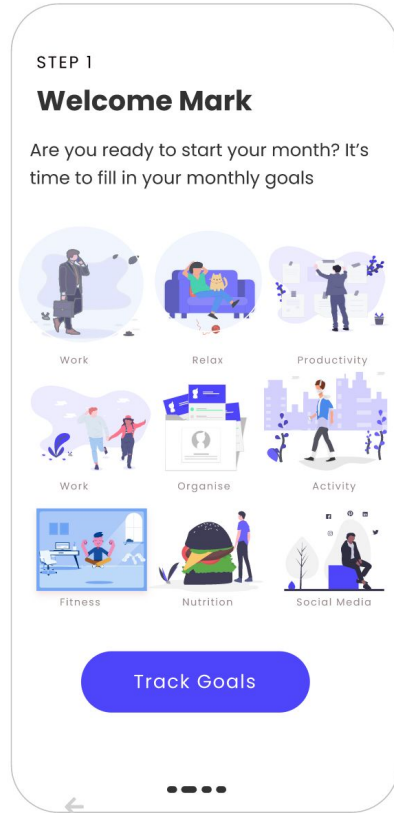 STEP 1
Welcome Mark
Are you ready to start your month? It’s
time to fill in your monthly goals
Work
Relax
Productivity
Work
Organise
Activity
Fitness
Nutrition
Social Media
Track Goals